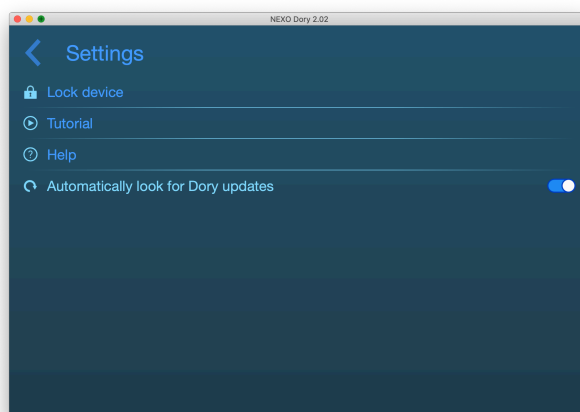 NEXO Dory 2.02
Settings
Lock device
Tutorial
Help
Automatically look for Dory updates